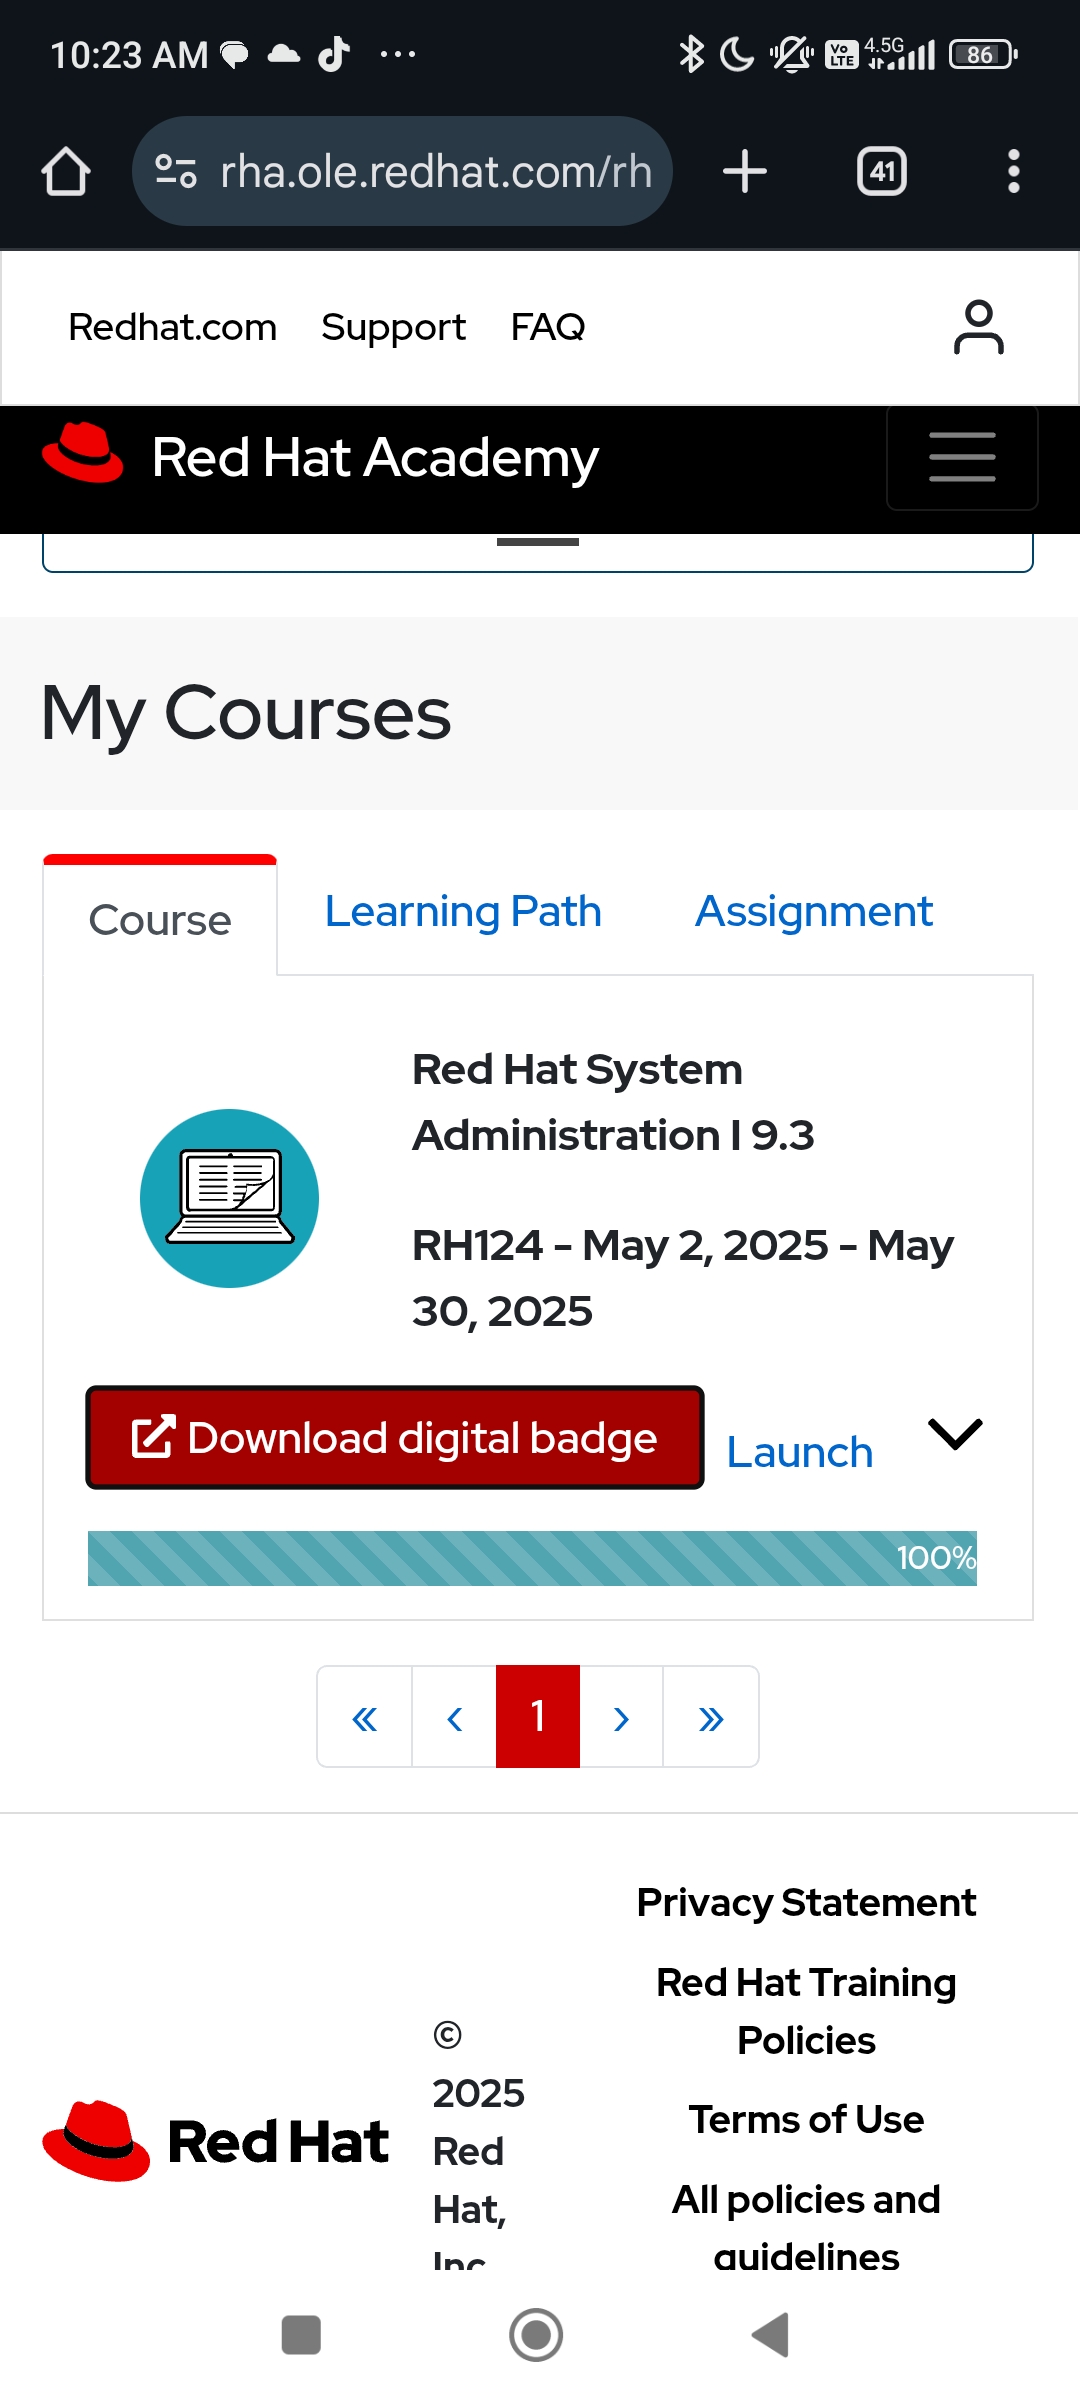 10:23 AM
4.5G
Vo LTE
86
rha.ole.redhat.com/rh
41
Redhat.com Support FAQ
Red Hat Academy
My Courses
Course Learning Path Assignment
Red Hat System
Administration I 9.3
RH124 - May 2, 2025 - May
30, 2025
Download digital badge Launch
100%
« ‹ 1 › »
Privacy Statement
Red Hat Training
Policies
Terms of Use
All policies and
guidelines
Red Hat
©
2025
Red
Hat,
Inc